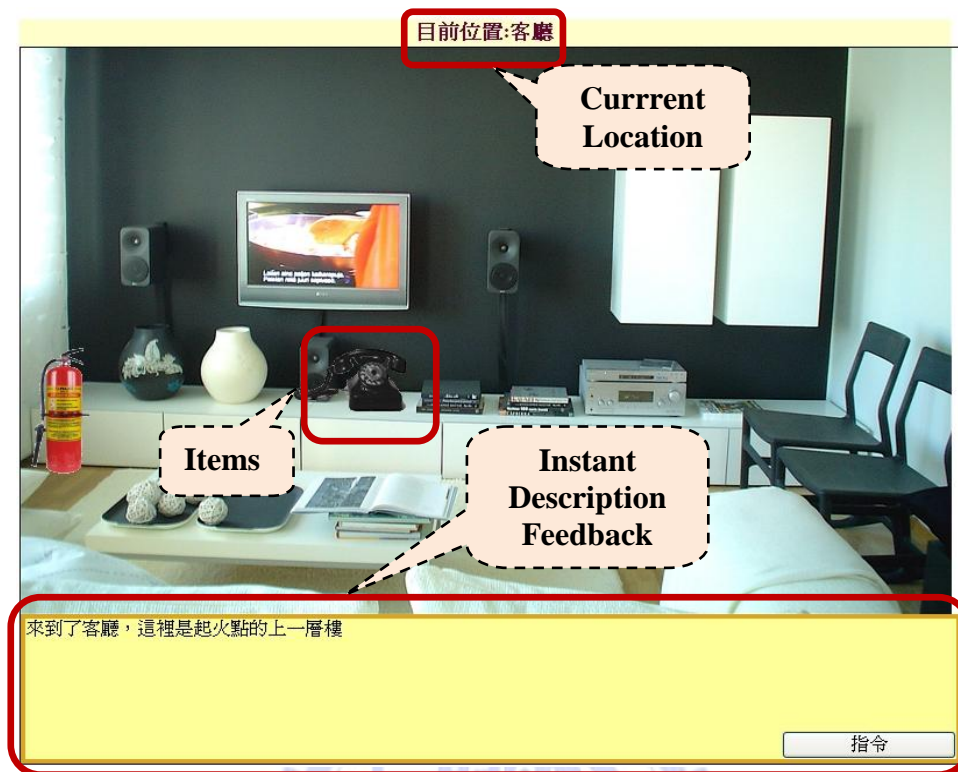 目前位置:客廳
Currrent
Location
Items
Instant
Description
Feedback
來到了客廳，這裡是起火點的上一層樓
指令